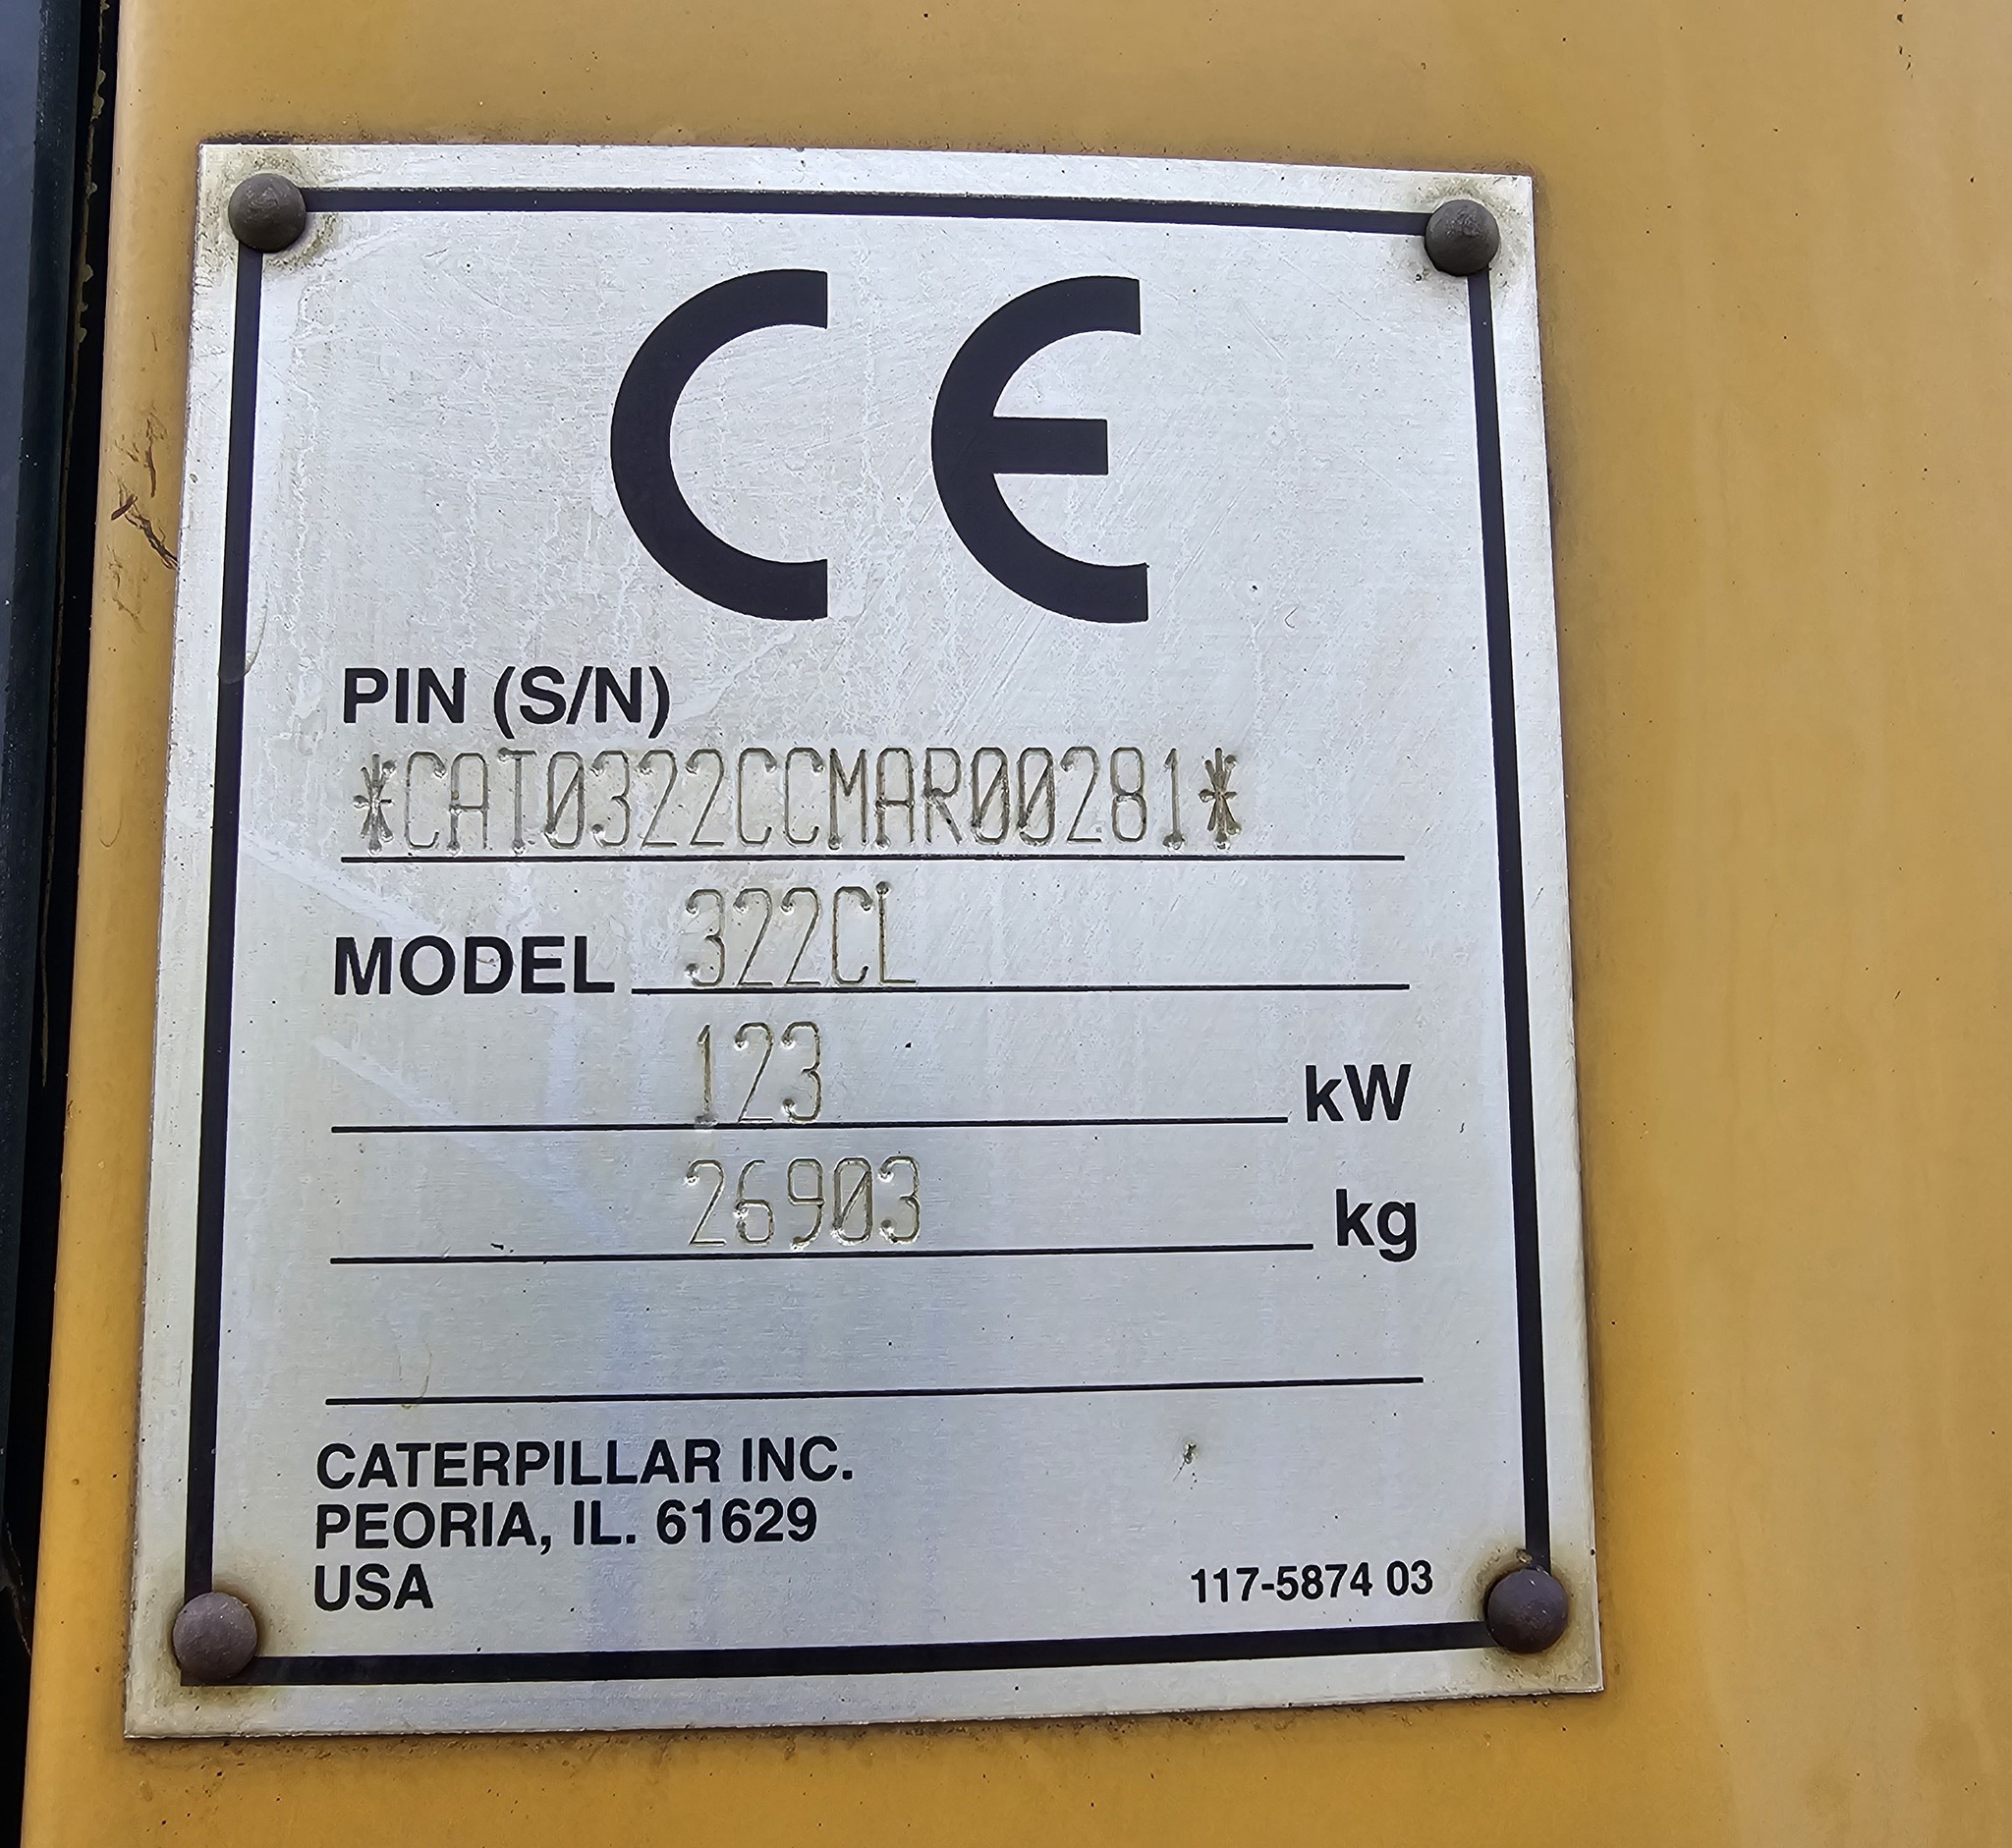 CE
PIN (S/N)
*CAT0322CCMAR00281*
MODEL 322CL
123 kW
26903 kg
CATERPILLAR INC.
PEORIA, IL. 61629
USA
117-5874 03